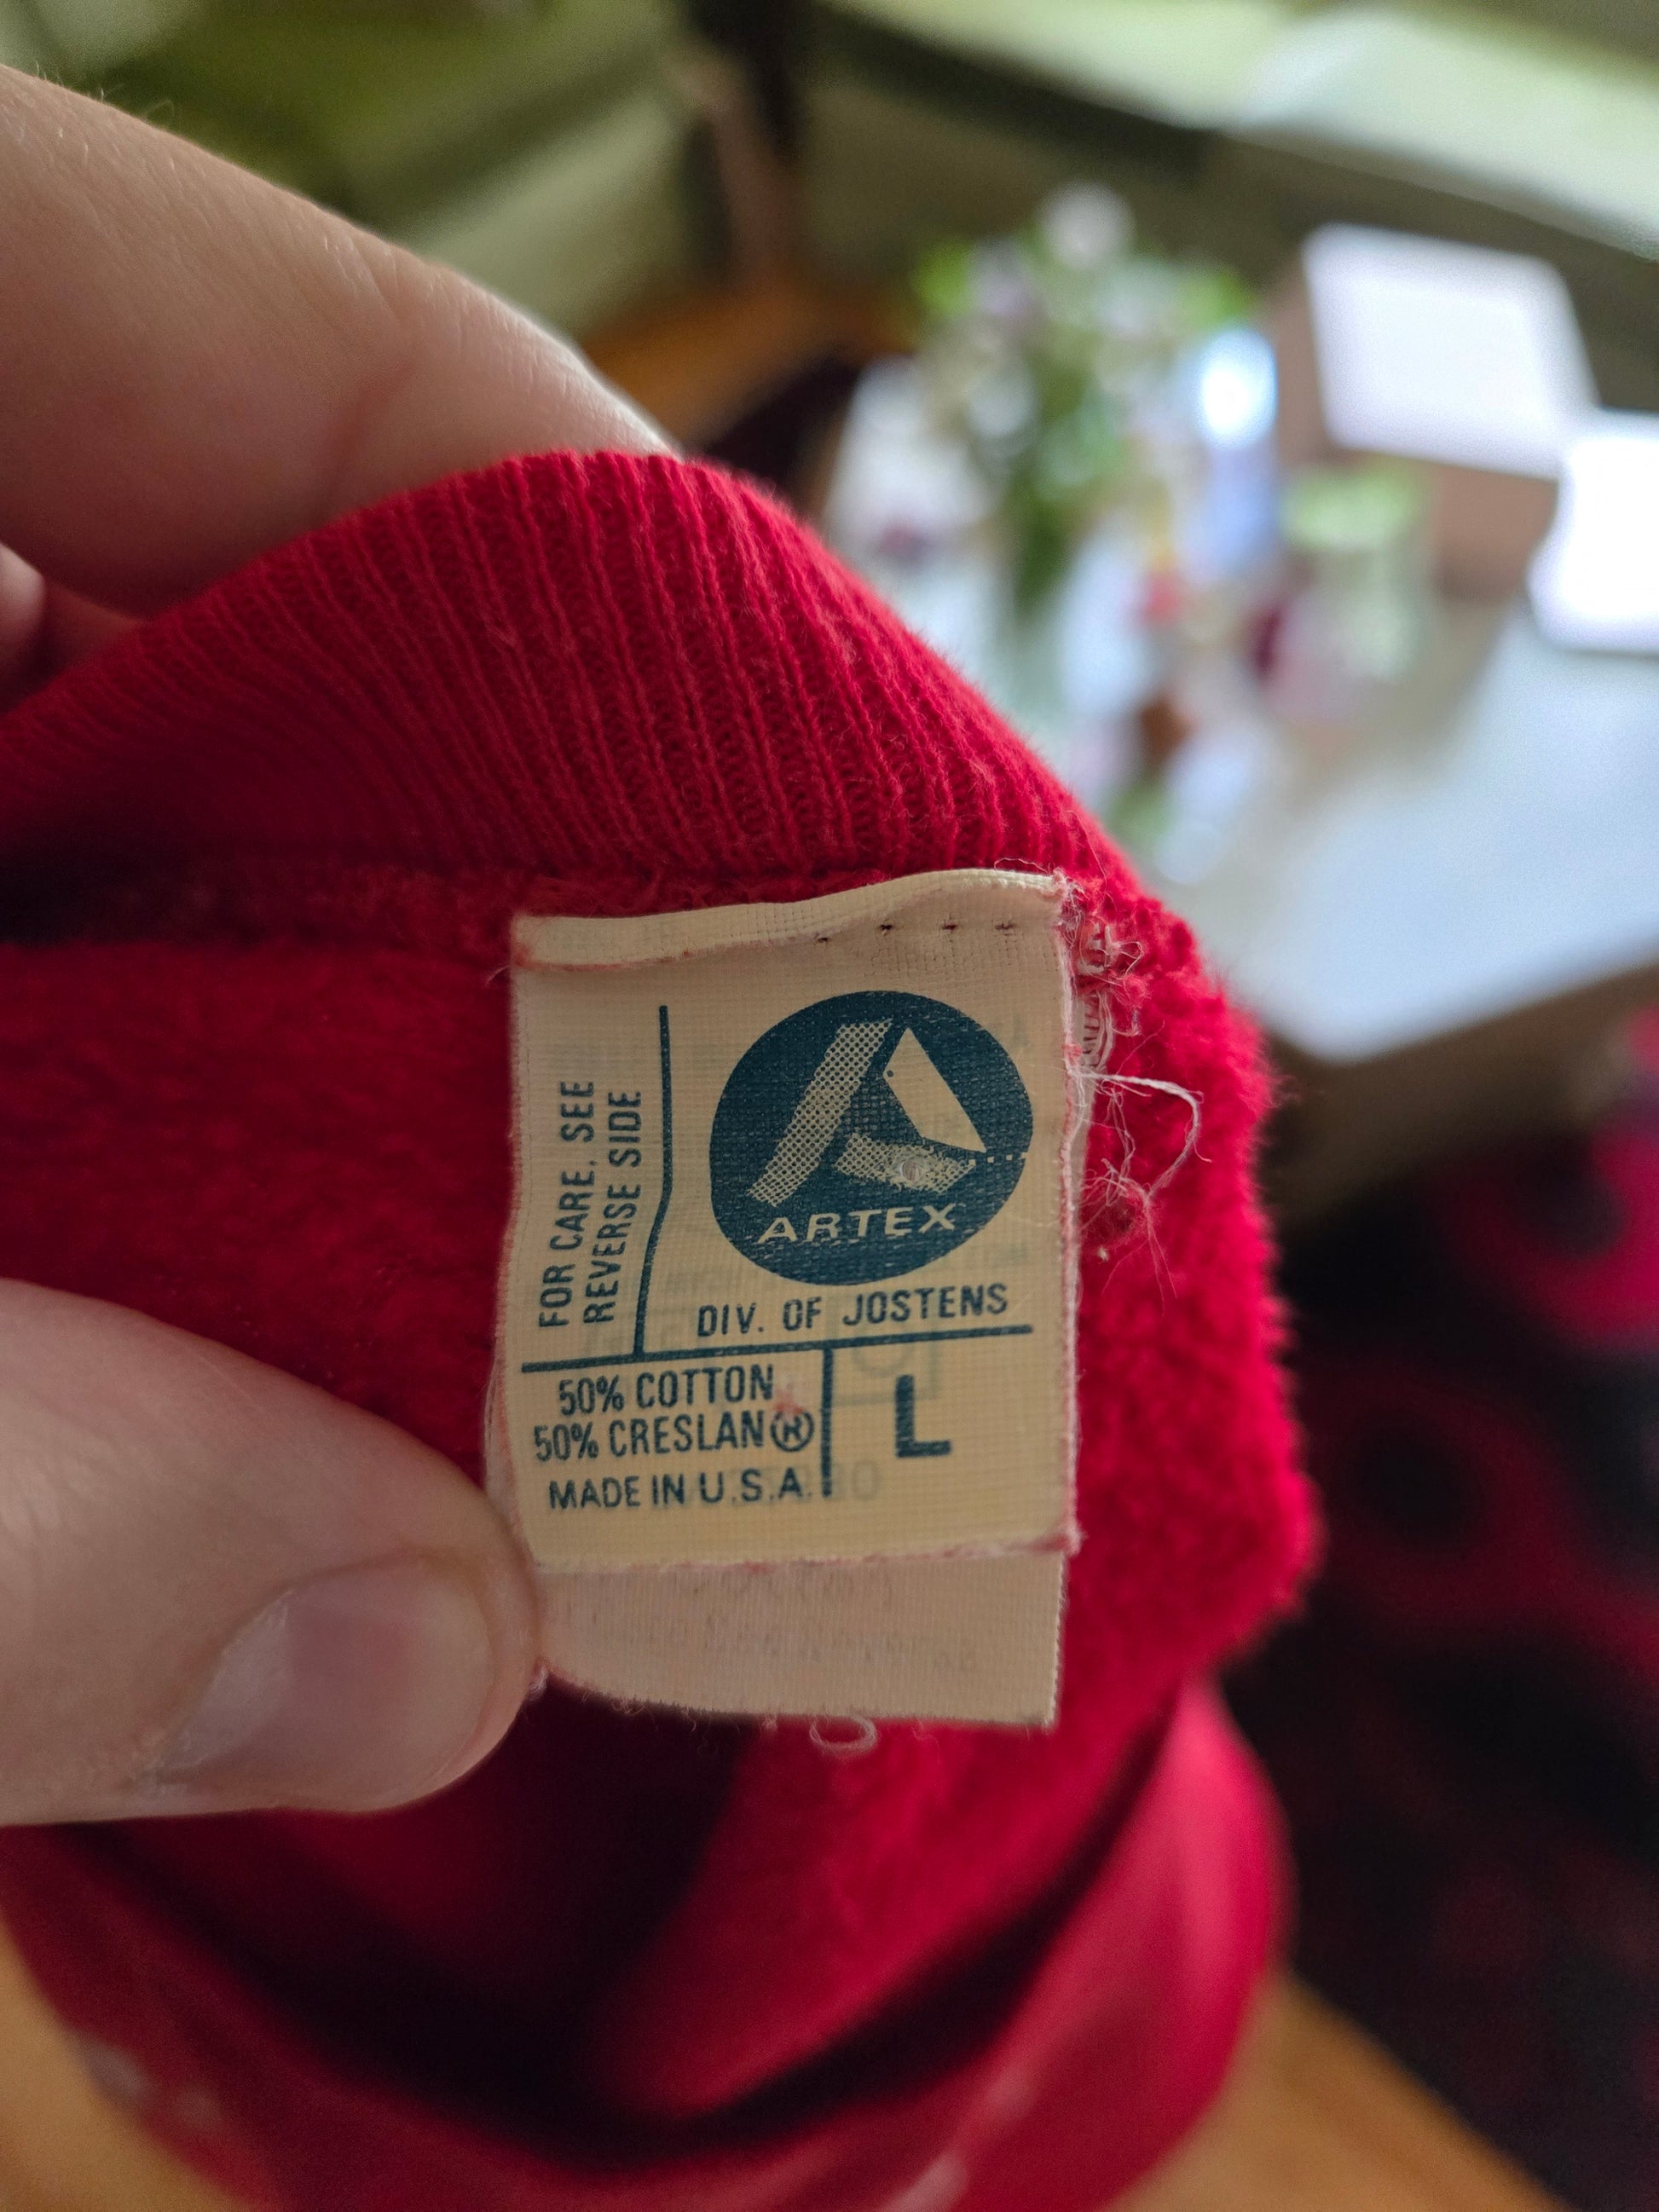 FOR CARE, SEE
REVERSE SIDE
ARTEX
DIV. OF JOSTENS
50% COTTON
50% CRESLAN®
MADE IN U.S.A.
L